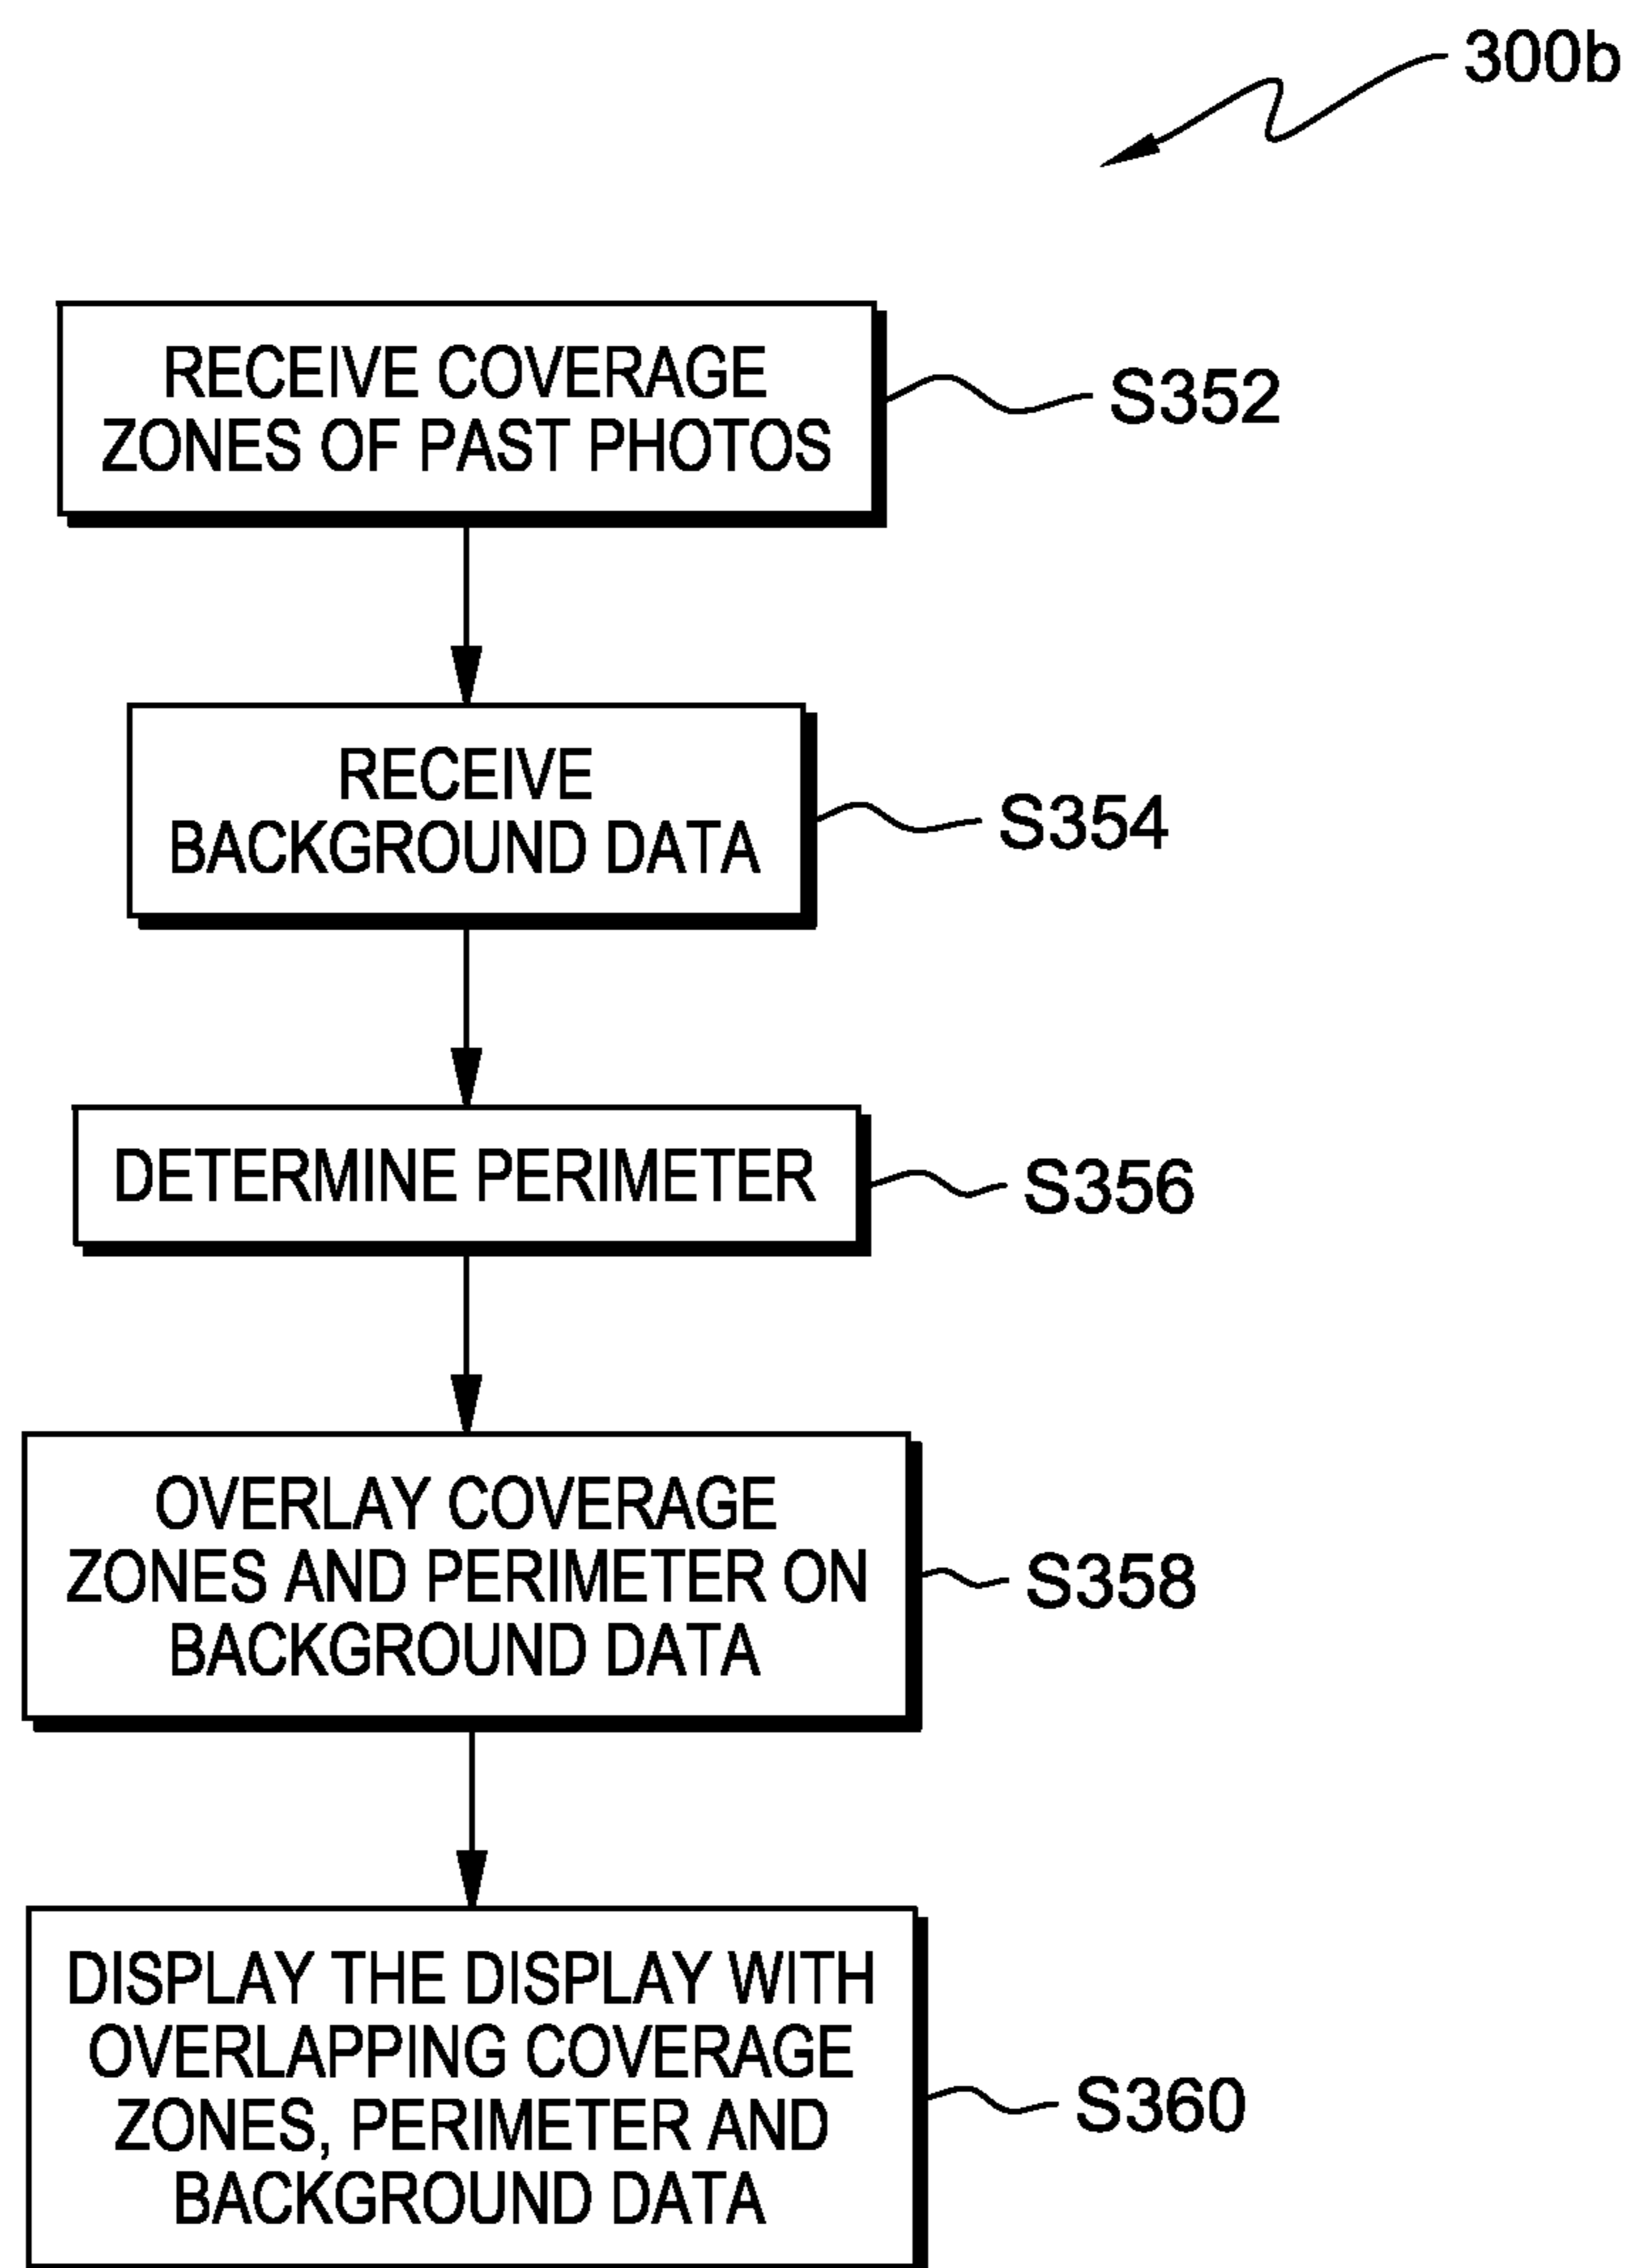 300b
RECEIVE COVERAGE
ZONES OF PAST PHOTOS
S352
RECEIVE
BACKGROUND DATA
S354
DETERMINE PERIMETER
S356
OVERLAY COVERAGE
ZONES AND PERIMETER ON
BACKGROUND DATA
S358
DISPLAY THE DISPLAY WITH
OVERLAPPING COVERAGE
ZONES, PERIMETER AND
BACKGROUND DATA
S360